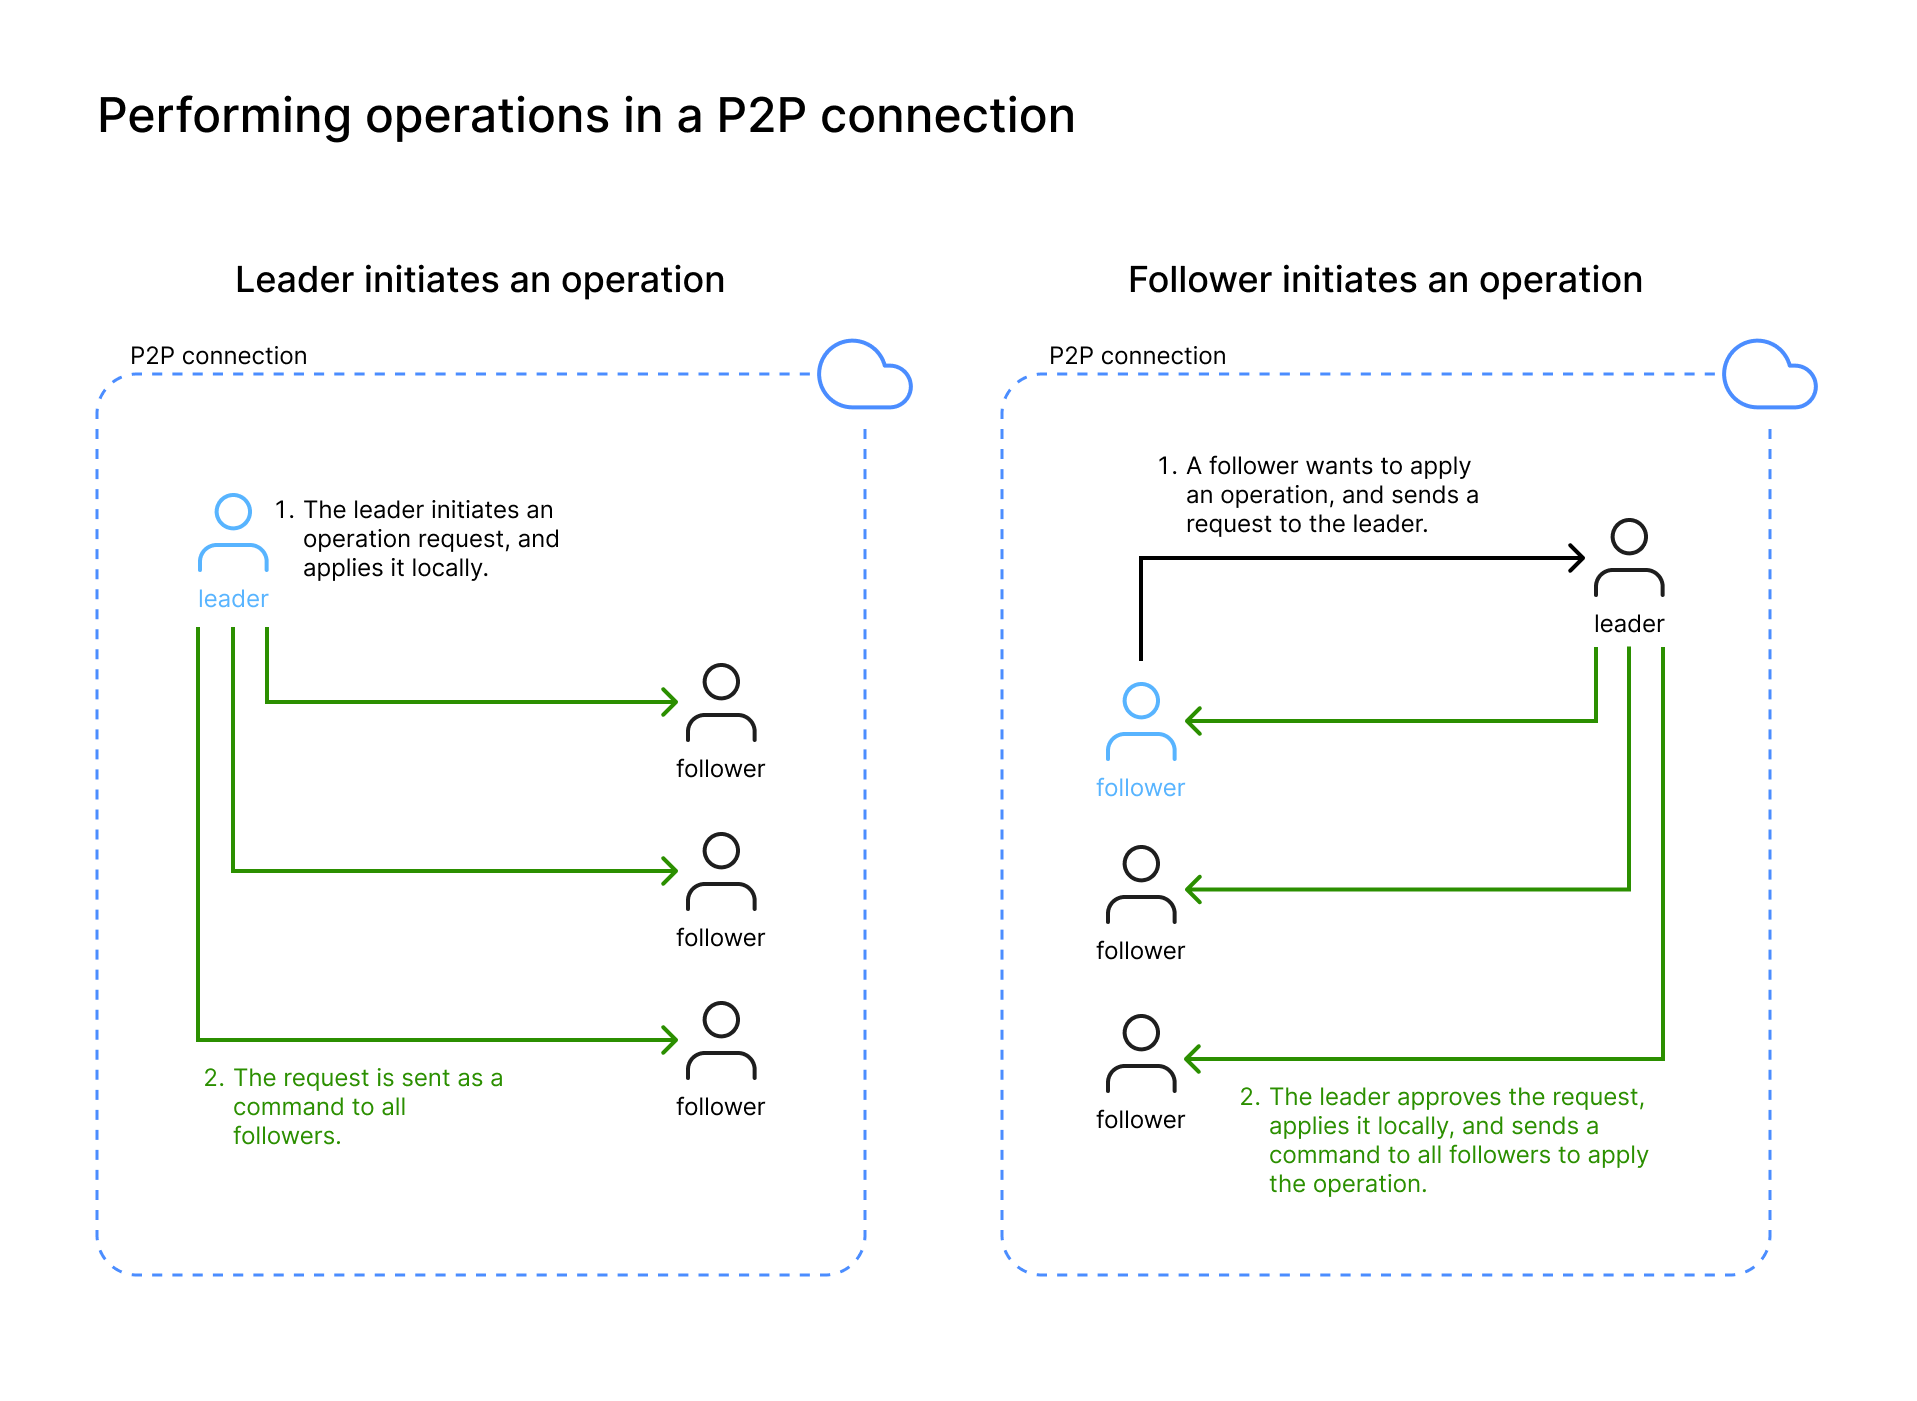 Performing operations in a P2P connection
Leader initiates an operation
P2P connection
1. The leader initiates an
operation request, and
applies it locally.
leader
follower
follower
follower
2. The request is sent as a
command to all
followers.
Follower initiates an operation
P2P connection
1. A follower wants to apply
an operation, and sends a
request to the leader.
leader
follower
follower
follower
2. The leader approves the request,
applies it locally, and sends a
command to all followers to apply
the operation.